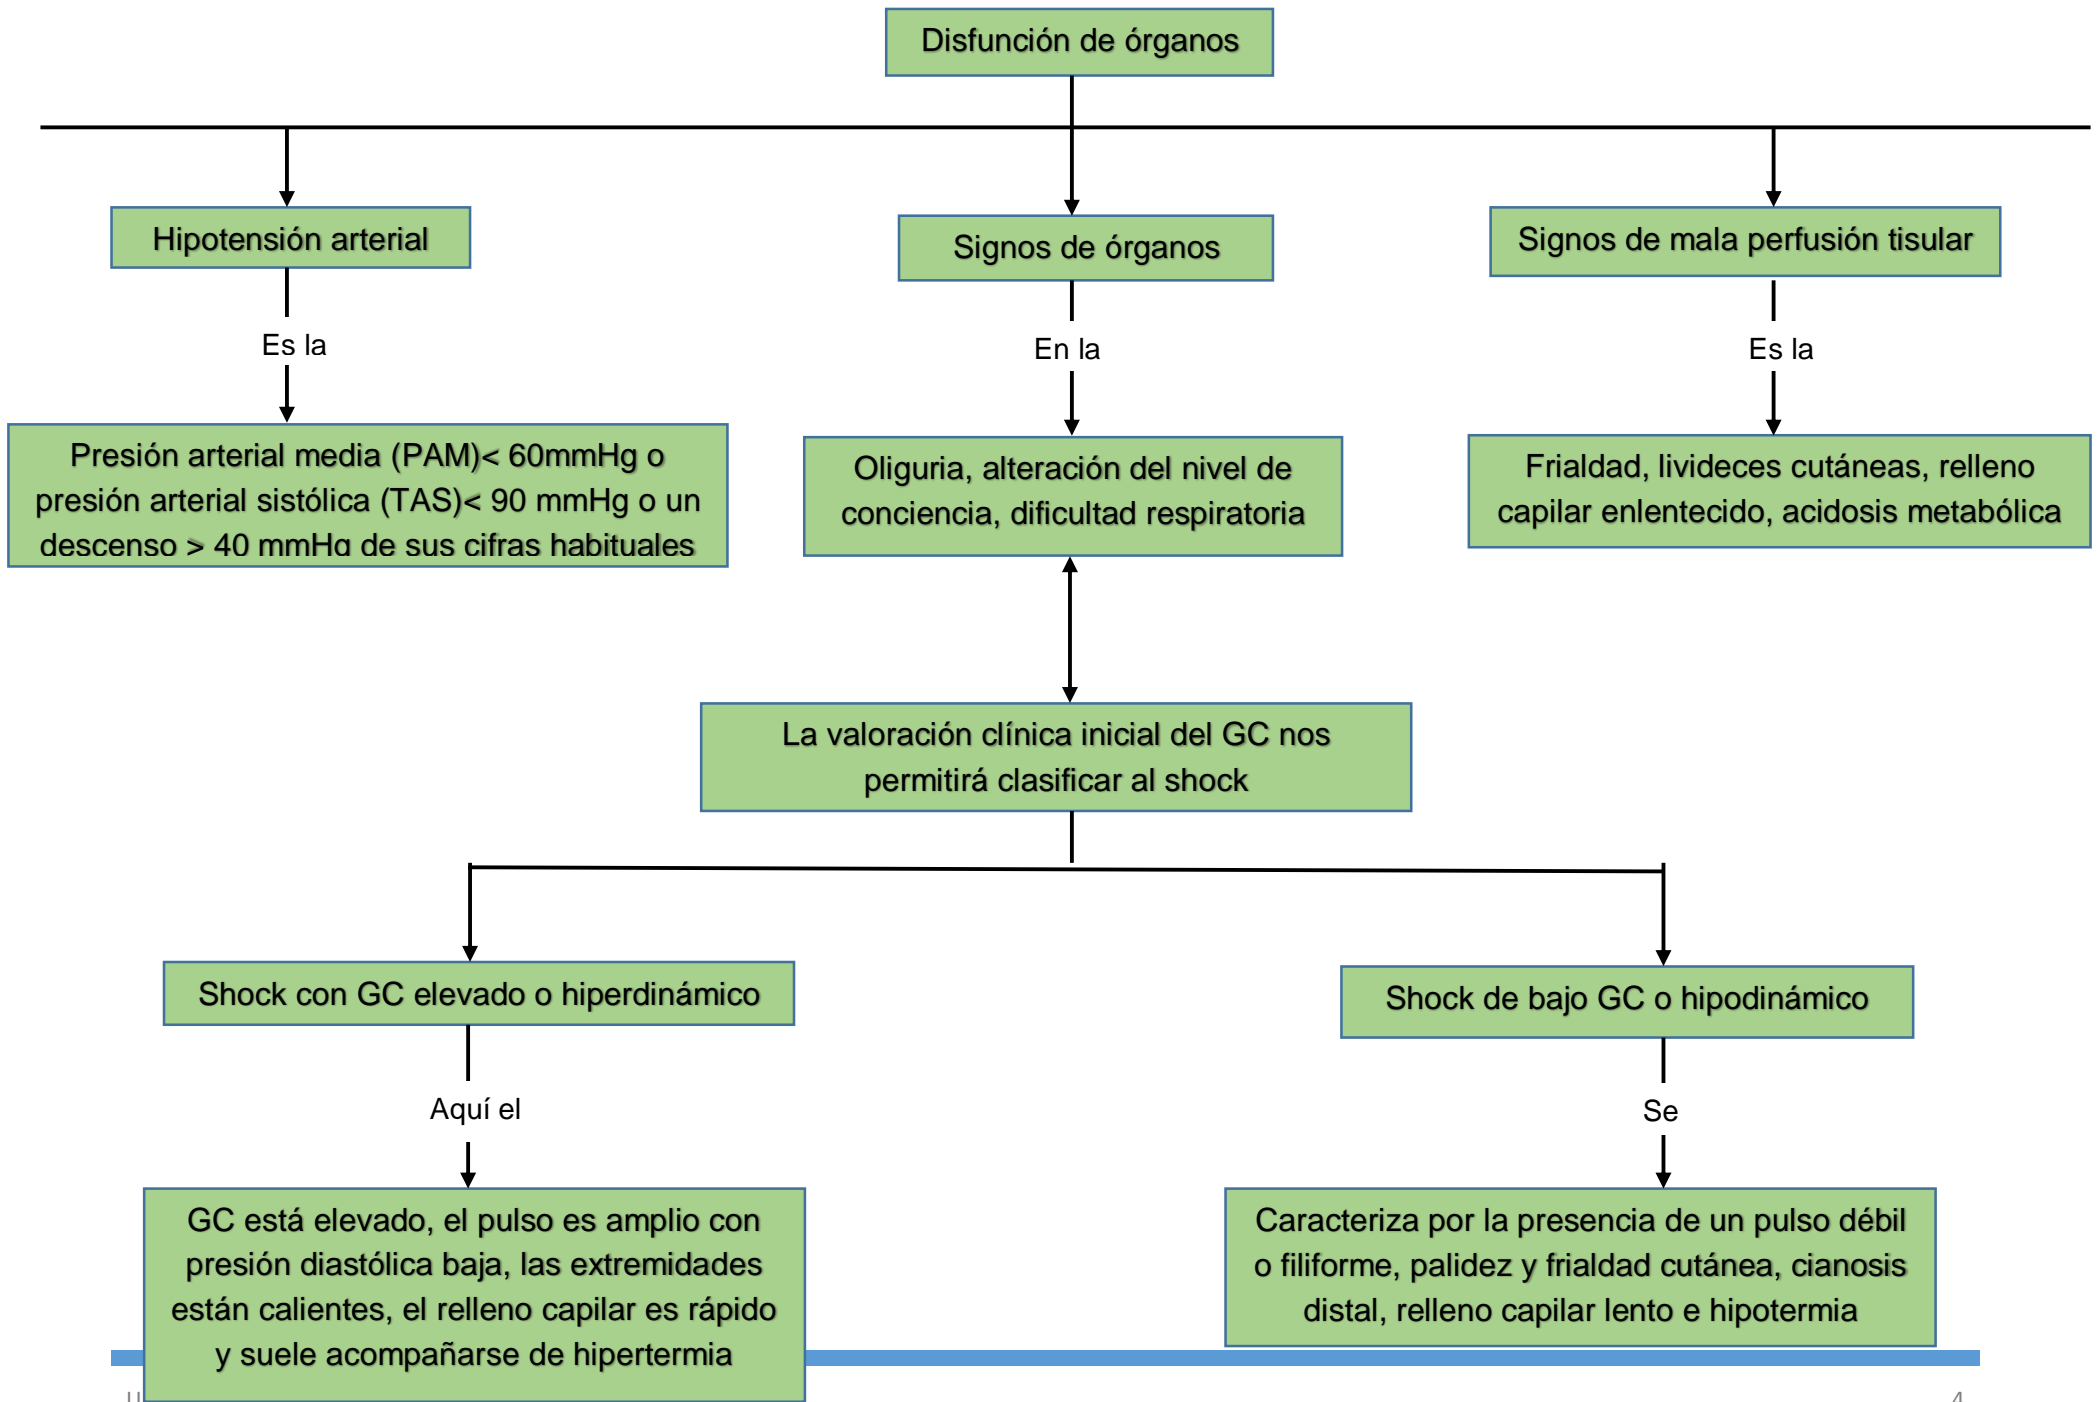 Disfunción de órganos
Hipotensión arterial
Signos de órganos
Signos de mala perfusión tisular
Es la
En la
Es la
Presión arterial media (PAM)< 60mmHg o
presión arterial sistólica (TAS)< 90 mmHg o un
descenso > 40 mmHg de sus cifras habituales
Oliguria, alteración del nivel de
conciencia, dificultad respiratoria
Frialdad, livideces cutáneas, relleno
capilar enlentecido, acidosis metabólica
La valoración clínica inicial del GC nos
permitirá clasificar al shock
Shock con GC elevado o hiperdinámico
Shock de bajo GC o hipodinámico
Aquí el
Se
GC está elevado, el pulso es amplio con
presión diastólica baja, las extremidades
están calientes, el relleno capilar es rápido
y suele acompañarse de hipertermia
Caracteriza por la presencia de un pulso débil
o filiforme, palidez y frialdad cutánea, cianosis
distal, relleno capilar lento e hipotermia
4